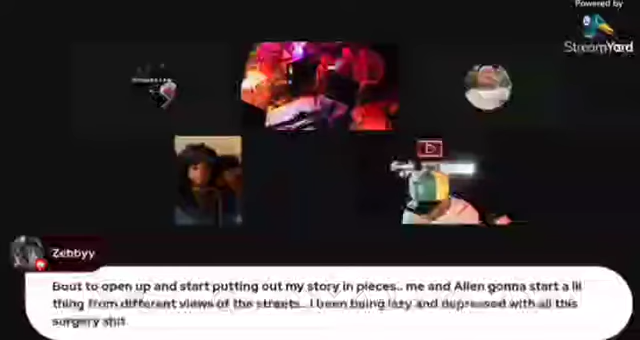 Powered by
StreamYard
Zebbyy
Bout to open up and start putting out my story in pieces.. me and Allen gonna start a lil
thing from different views of the streets.. I been being lazy and depressed with all this
surgery shit